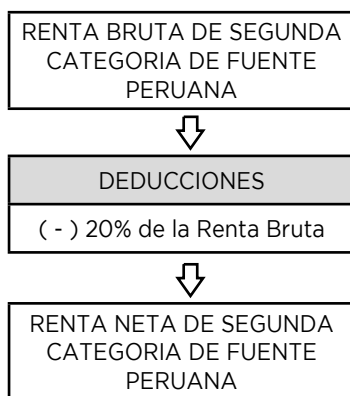 RENTA BRUTA DE SEGUNDA
CATEGORIA DE FUENTE
PERUANA
DEDUCCIONES
( - ) 20% de la Renta Bruta
RENTA NETA DE SEGUNDA
CATEGORIA DE FUENTE
PERUANA